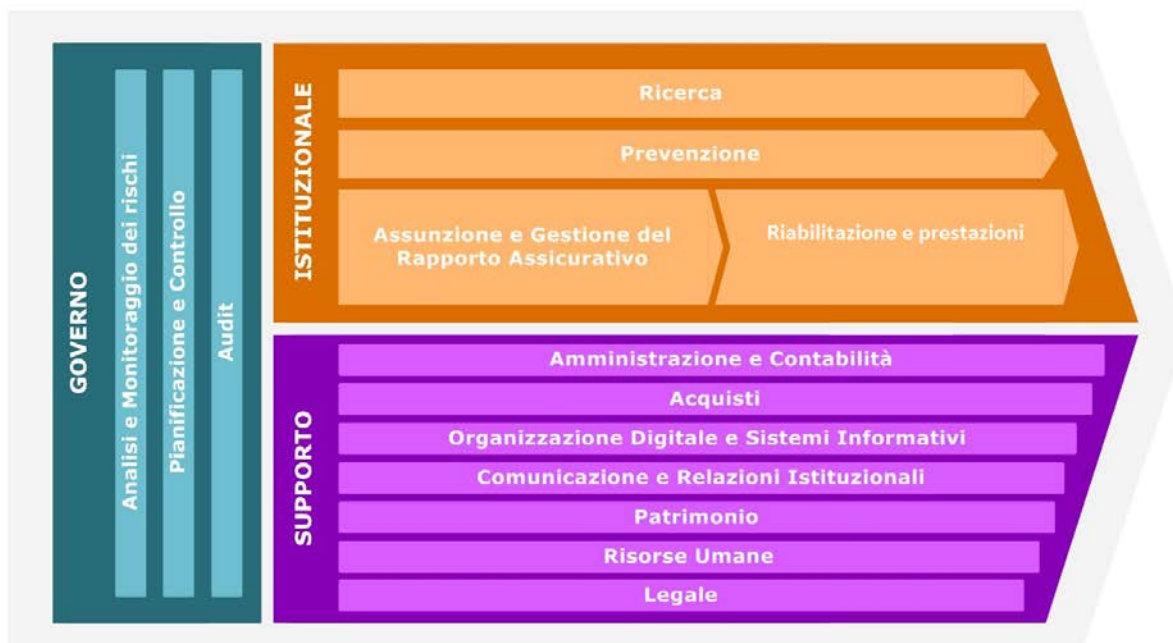 GOVERNO
Analisi e Monitoraggio dei rischi
Pianificazione e Controllo
Audit
ISTITUZIONALE
Ricerca
Prevenzione
Assunzione e Gestione del
Rapporto Assicurativo
Riabilitazione e prestazioni
SUPPORTO
Amministrazione e Contabilità
Acquisti
Organizzazione Digitale e Sistemi Informativi
Comunicazione e Relazioni Istituzionali
Patrimonio
Risorse Umane
Legale